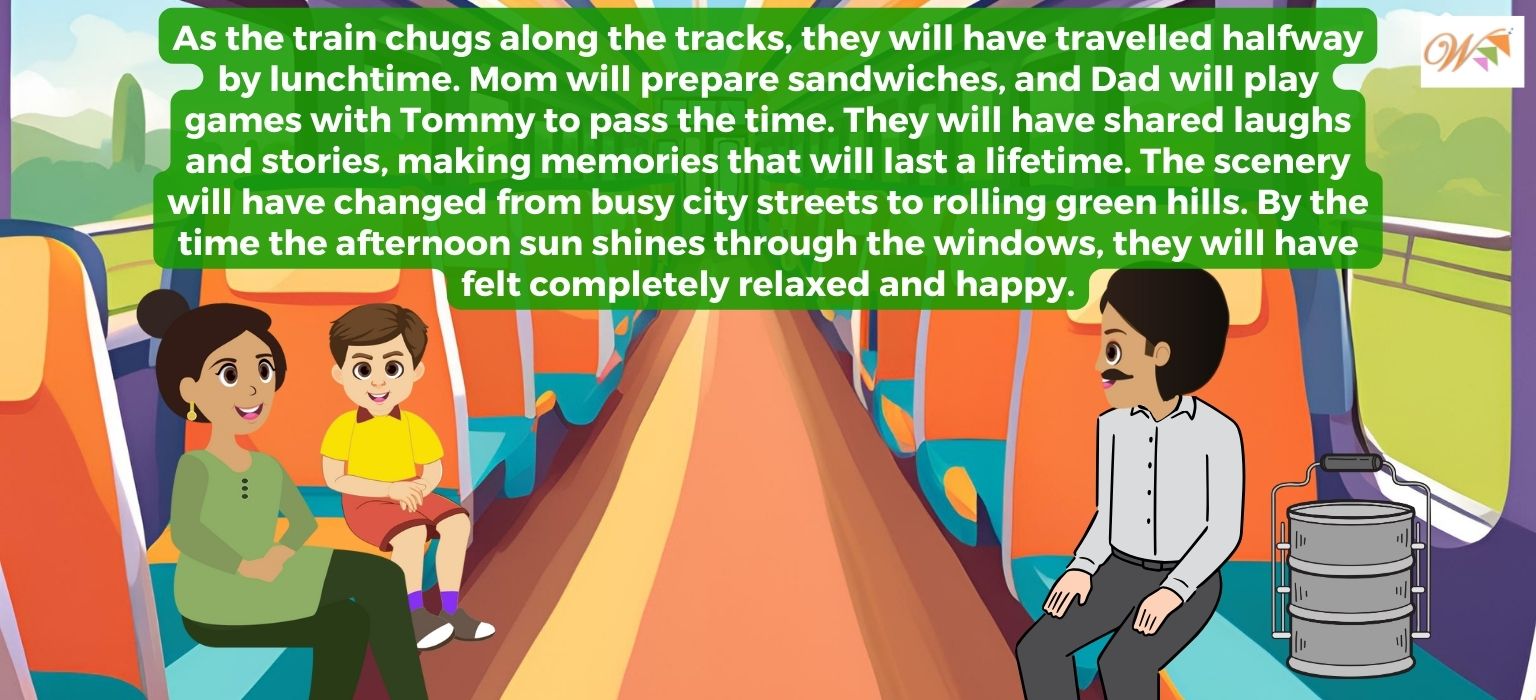 As the train chugs along the tracks, they will have travelled halfway
by lunchtime. Mom will prepare sandwiches, and Dad will play
games with Tommy to pass the time. They will have shared laughs
and stories, making memories that will last a lifetime. The scenery
will have changed from busy city streets to rolling green hills. By the
time the afternoon sun shines through the windows, they will have
felt completely relaxed and happy.
W